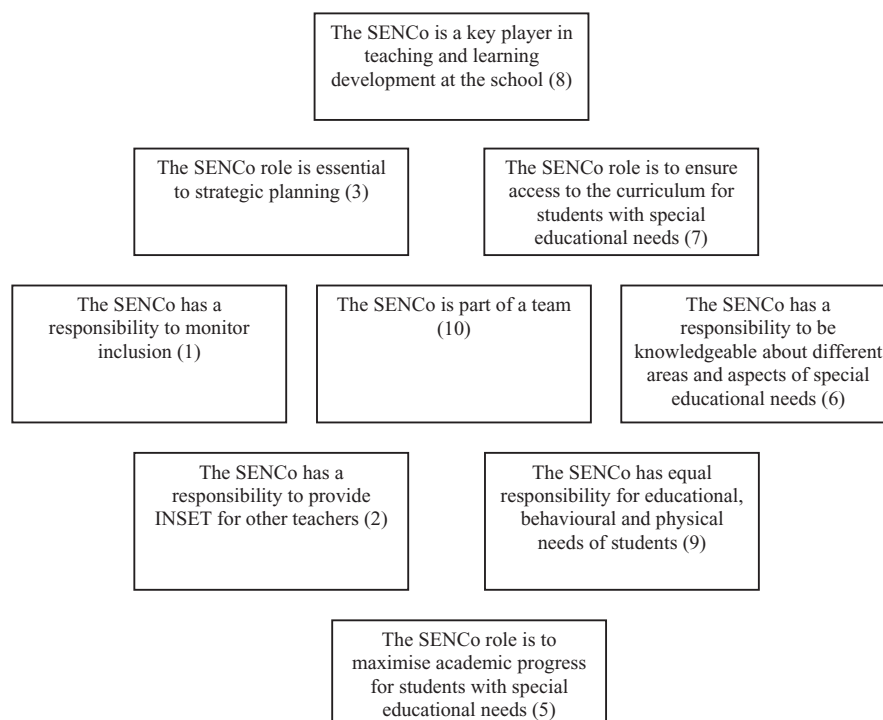 The SENCo is a key player in
teaching and learning
development at the school (8)
The SENCo role is essential
to strategic planning (3)
The SENCo role is to ensure
access to the curriculum for
students with special
educational needs (7)
The SENCo has a
responsibility to monitor
inclusion (1)
The SENCo is part of a team
(10)
The SENCo has a
responsibility to be
knowledgeable about different
areas and aspects of special
educational needs (6)
The SENCo has a
responsibility to provide
INSET for other teachers (2)
The SENCo has equal
responsibility for educational,
behavioural and physical
needs of students (9)
The SENCo role is to
maximise academic progress
for students with special
educational needs (5)